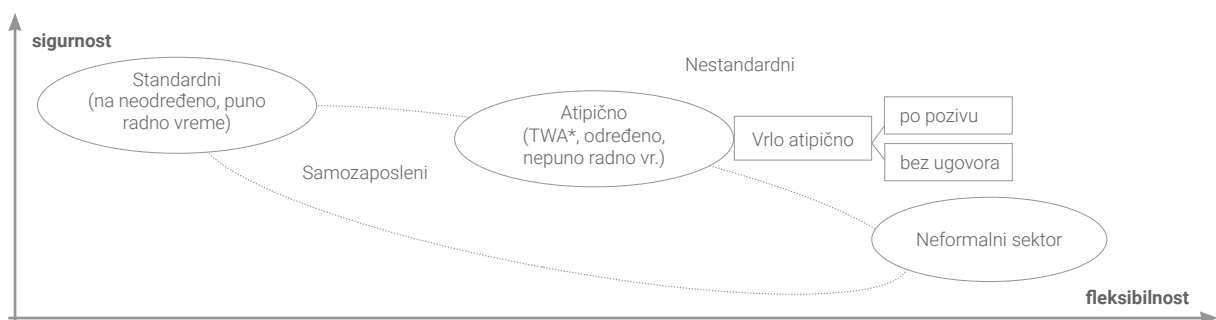 sigurnost
Standardni
(na neodređeno, puno
radno vreme)
Nestandardni
Atipično
(TWA*, određeno,
nepuno radno vr.)
Vrlo atipično
po pozivu
bez ugovora
Samozaposleni
Neformalni sektor
fleksibilnost